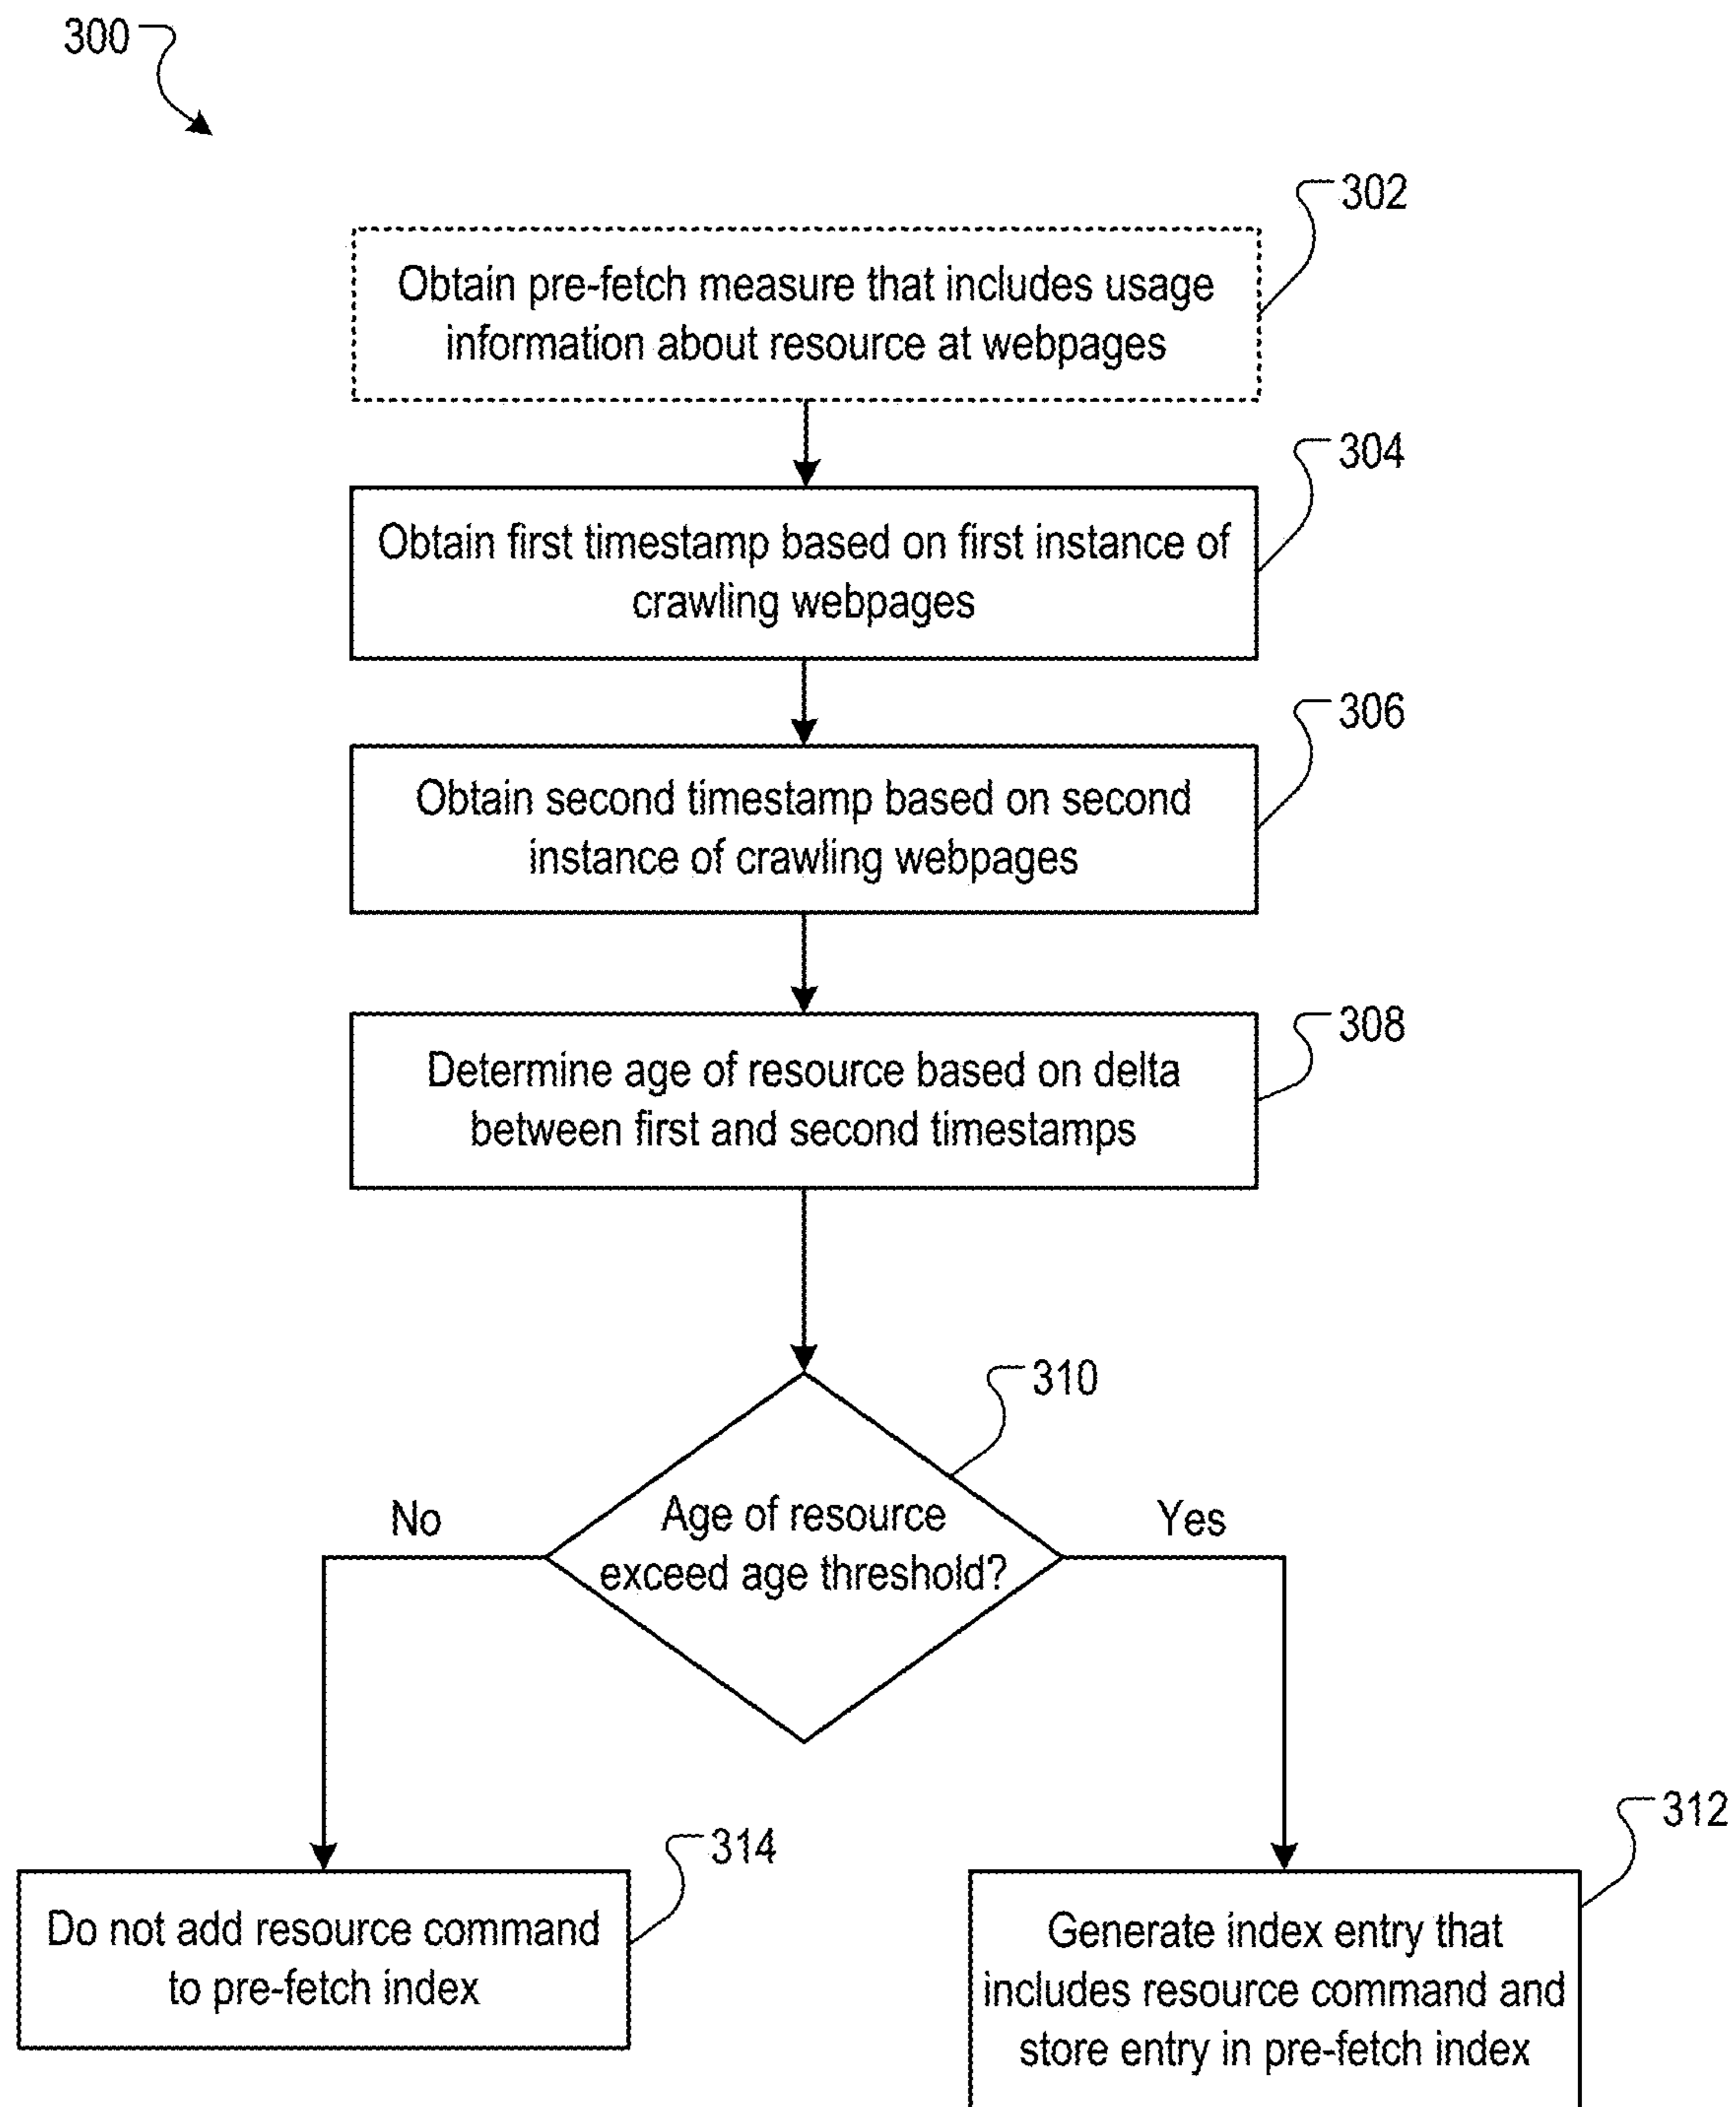 300
302
Obtain pre-fetch measure that includes usage
information about resource at webpages
304
Obtain first timestamp based on first instance of
crawling webpages
306
Obtain second timestamp based on second
instance of crawling webpages
308
Determine age of resource based on delta
between first and second timestamps
310
Age of resource
exceed age threshold?
No
Yes
314
Do not add resource command
to pre-fetch index
312
Generate index entry that
includes resource command and
store entry in pre-fetch index